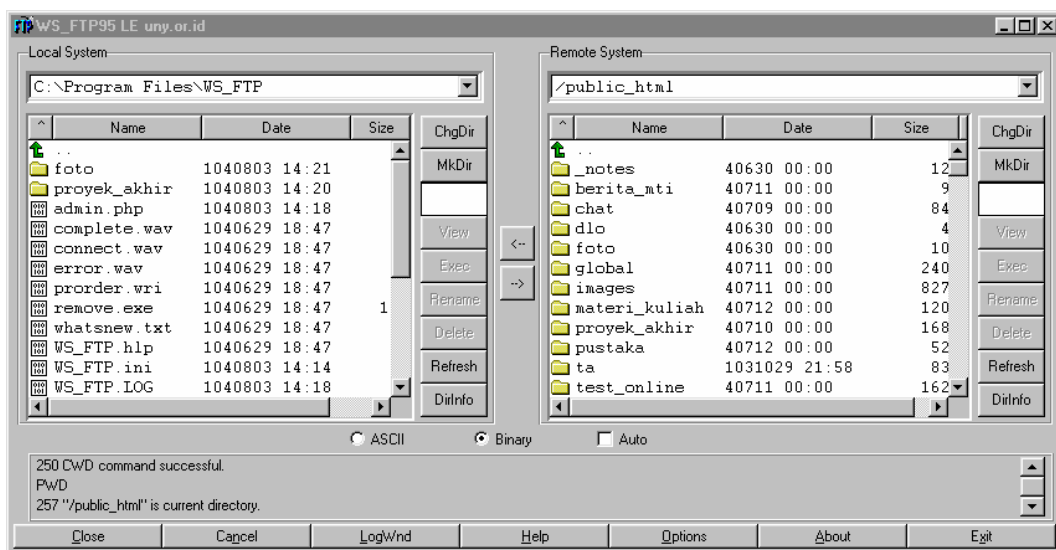 WS_FTP95 LE uny.or.id
Local System
C:\Program Files\WS_FTP
^ Name Date Size
..
foto 1040803 14:21
proyek_akhir 1040803 14:20
admin.php 1040803 14:18
complete.wav 1040629 18:47
connect.wav 1040629 18:47
error.wav 1040629 18:47
prorder.wri 1040629 18:47
remove.exe 1040629 18:47 1
whatsnew.txt 1040629 18:47
WS_FTP.hlp 1040629 18:47
WS_FTP.ini 1040803 14:14
WS_FTP.LOG 1040803 14:18
ChgDir
MkDir
View
Exec
Rename
Delete
Refresh
DirInfo
<--
-->
Remote System
/public_html
^ Name Date Size
..
_notes 40630 00:00 12
berita_mti 40711 00:00 9
chat 40709 00:00 84
dlo 40630 00:00 4
foto 40630 00:00 10
global 40711 00:00 240
images 40711 00:00 827
materi_kuliah 40712 00:00 120
proyek_akhir 40710 00:00 168
pustaka 40712 00:00 52
ta 1031029 21:58 83
test_online 40711 00:00 162
ChgDir
MkDir
View
Exec
Rename
Delete
Refresh
DirInfo
ASCII Binary Auto
250 CWD command successful.
PWD
257 "/public_html" is current directory.
Close Cancel LogWnd Help Options About Exit